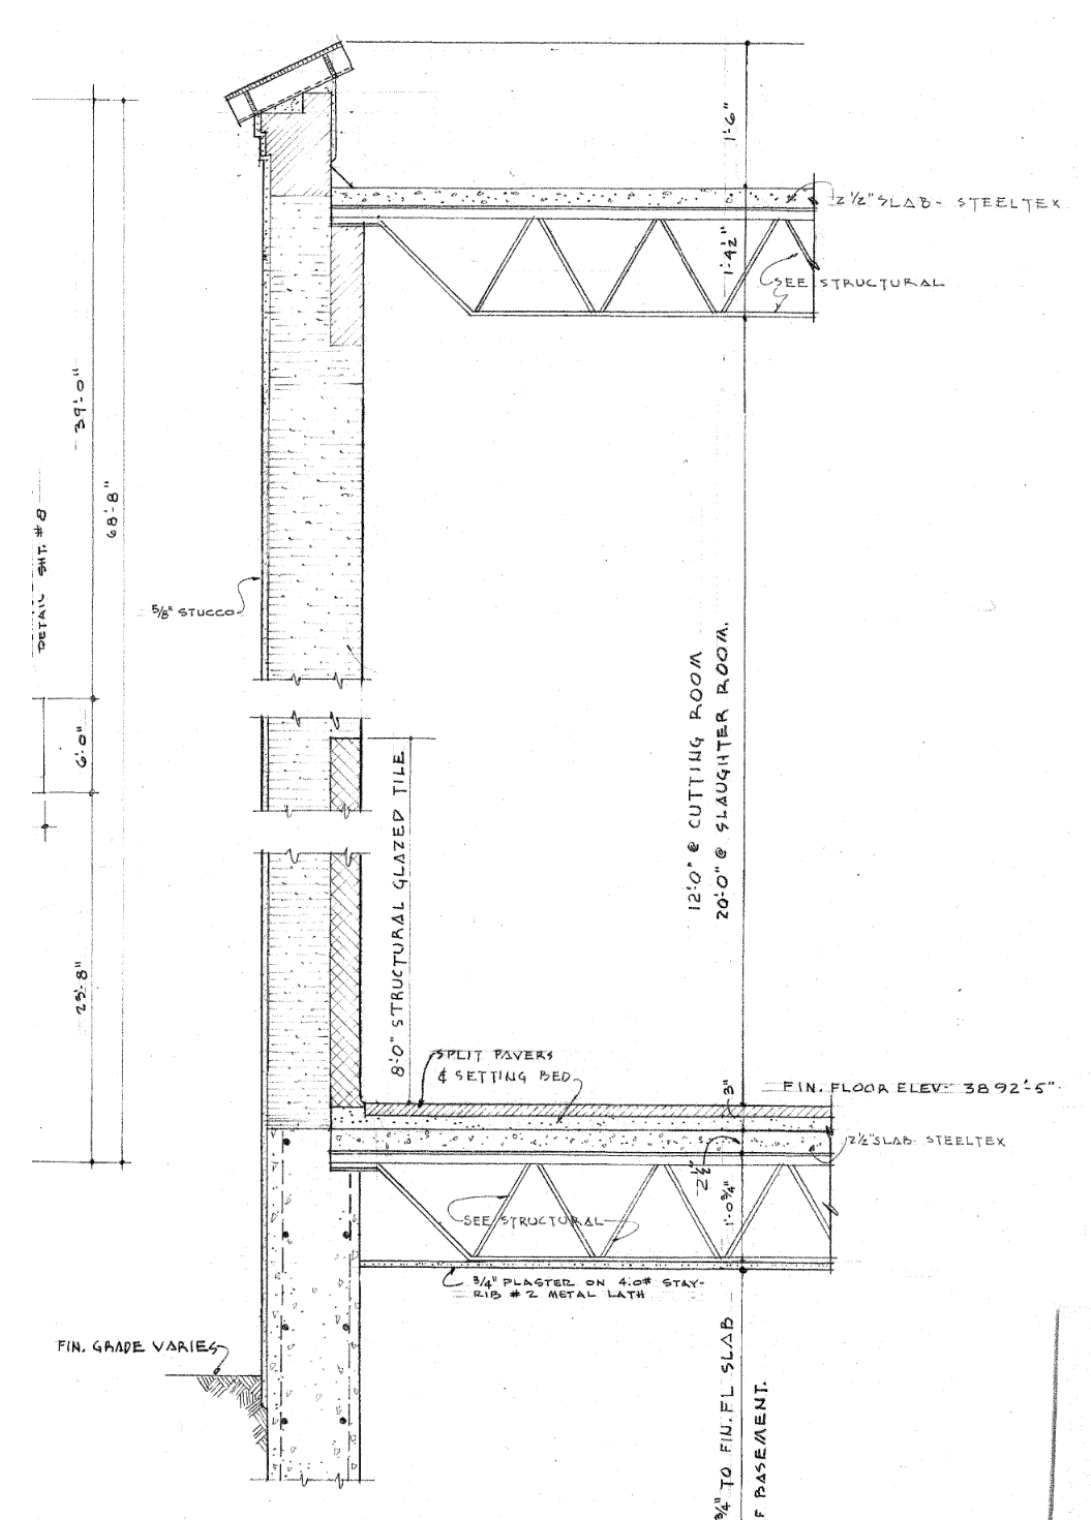 1'-6"
2 1/2" SLAB - STEELTEX
1'-4 1/2"
SEE STRUCTURAL
39'-0"
68'-8"
DETAIL SHT. #8
5/8" STUCCO
6'-0"
12'-0" @ CUTTING ROOM
20'-0" @ SLAUGHTER ROOM.
8'-0" STRUCTURAL GLAZED TILE
23'-8"
SPLIT PAVERS
& SETTING BED
3"
FIN. FLOOR ELEV- 3892'-5"
2 1/2" SLAB- STEELTEX
2 1/2"
1'-0 3/4"
SEE STRUCTURAL
3/4" PLASTER ON 4.0# STAY-
RIB #2 METAL LATH
FIN. GRADE VARIES
3/4" TO FIN. FL SLAB
F BASEMENT.